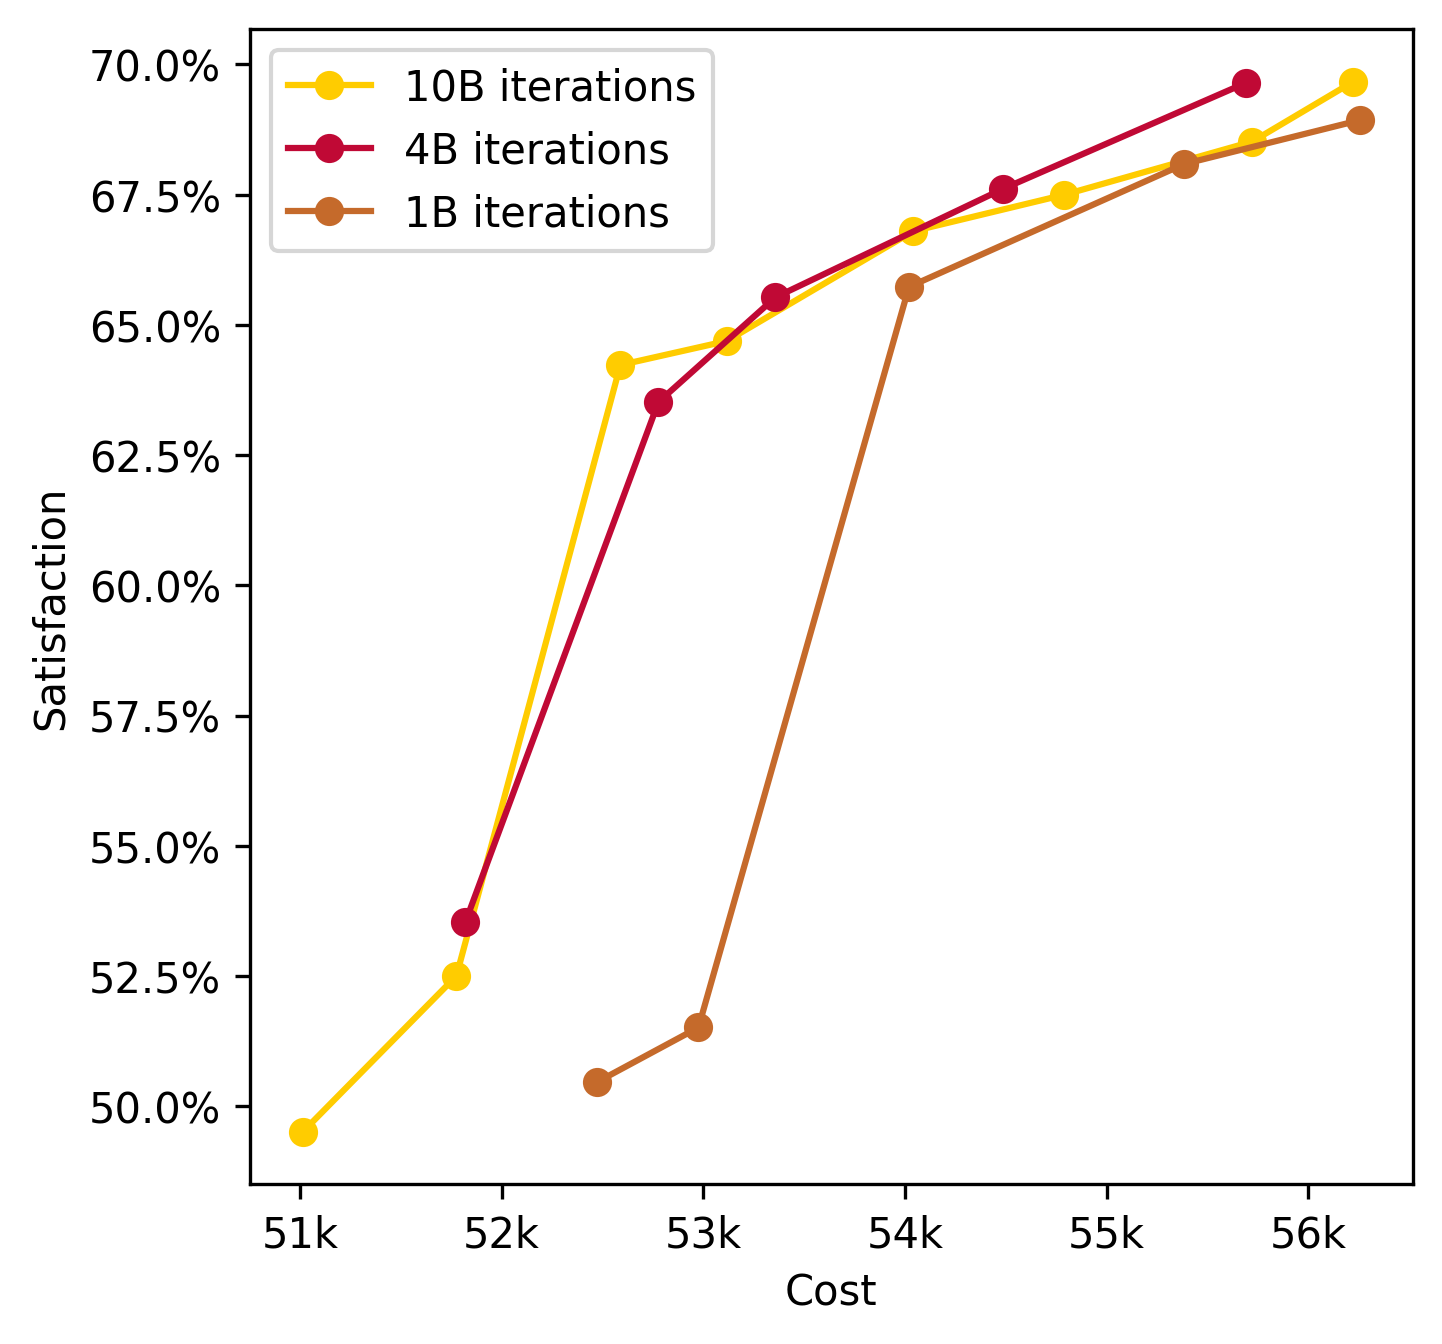 70.0%
67.5%
65.0%
62.5%
60.0%
57.5%
55.0%
52.5%
50.0%
Satisfaction
10B iterations
4B iterations
1B iterations
51k
52k
53k
54k
55k
56k
Cost